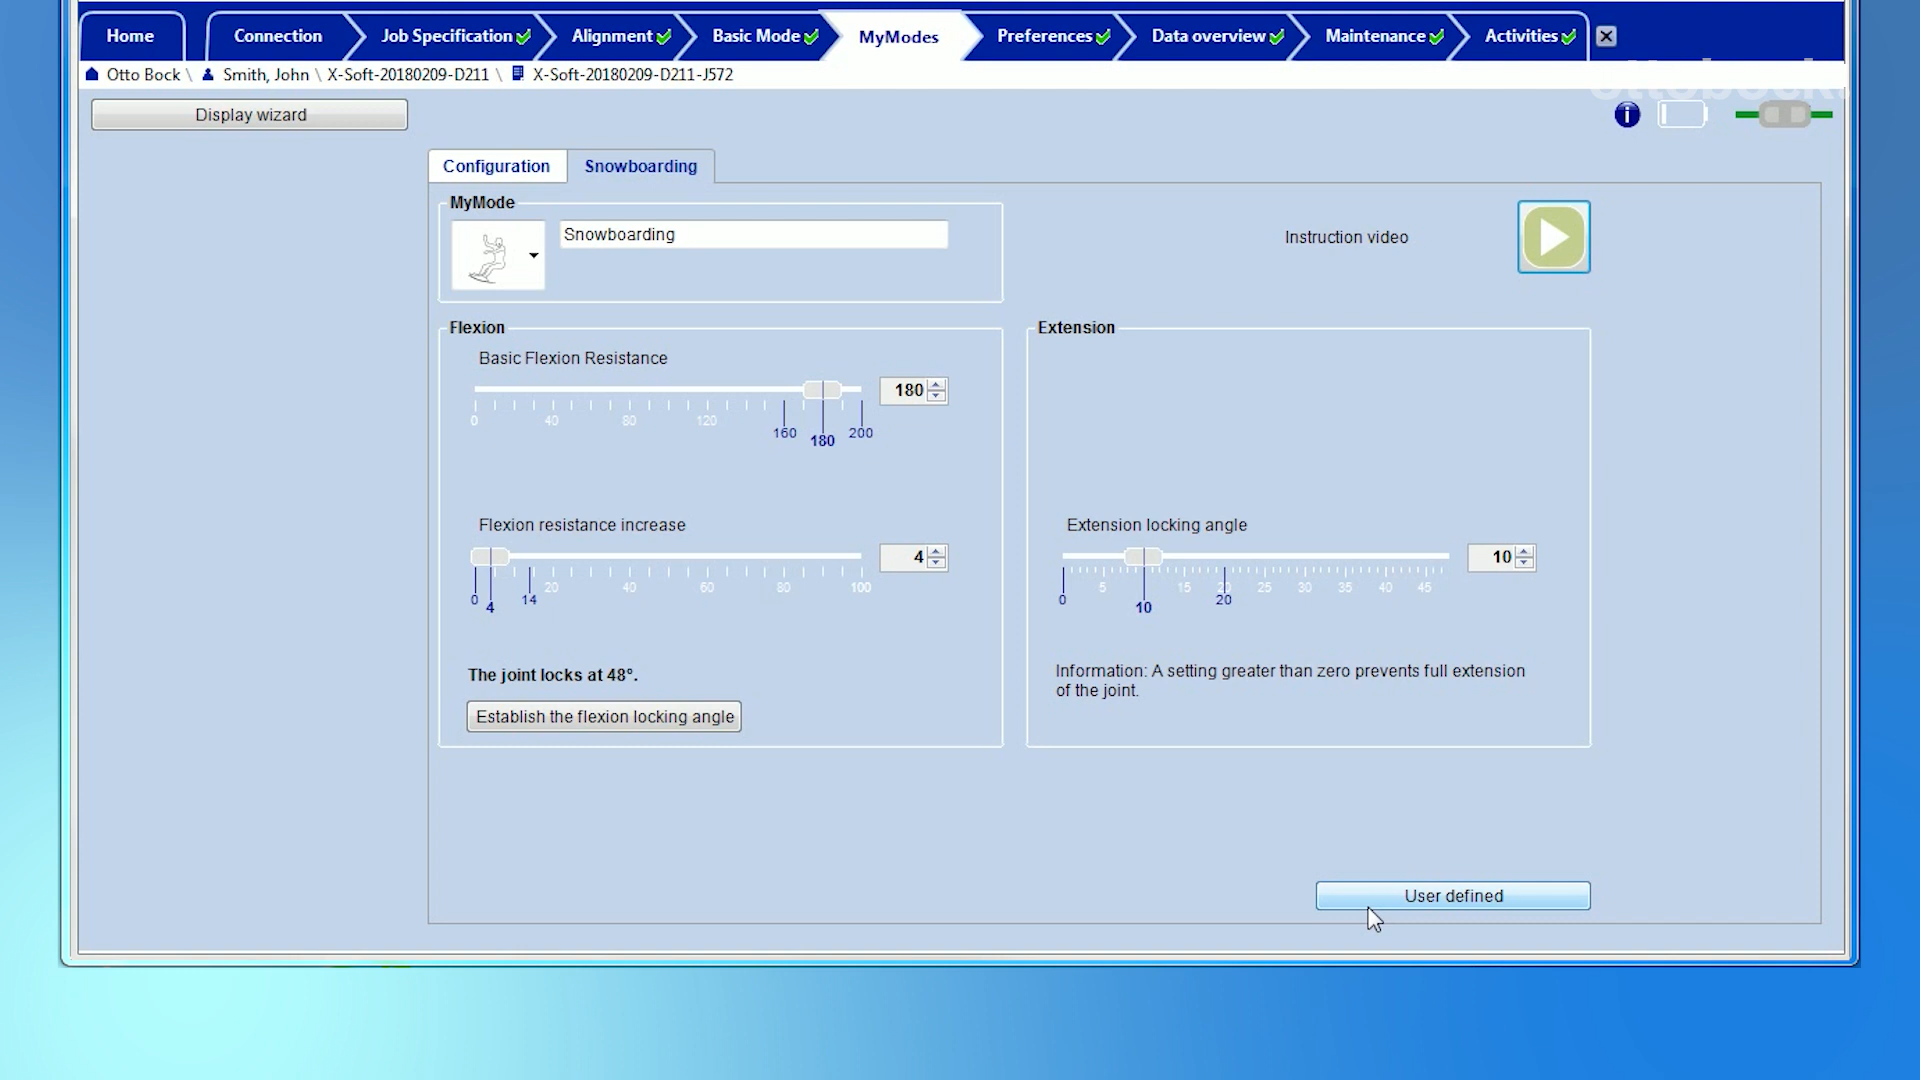 Home
Connection
Job Specification
Alignment
Basic Mode
MyModes
Preferences
Data overview
Maintenance
Activities
Otto Bock \ Smith, John \ X-Soft-20180209-D211 \ X-Soft-20180209-D211-J572
Display wizard
Configuration
Snowboarding
MyMode
Snowboarding
Instruction video
Flexion
Basic Flexion Resistance
180
0 40 80 120 160 180 200
Flexion resistance increase
4
0 4 14 20 40 60 80 100
The joint locks at 48°.
Establish the flexion locking angle
Extension
Extension locking angle
10
0 5 10 15 20 25 30 35 40 45
20
Information: A setting greater than zero prevents full extension
of the joint.
User defined